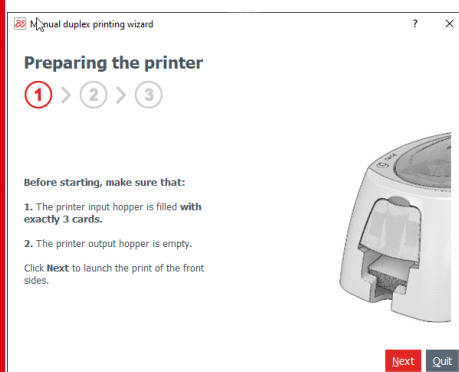 Manual duplex printing wizard
? ×
Preparing the printer
1 > 2 > 3
Before starting, make sure that:
1. The printer input hopper is filled with
exactly 3 cards.
2. The printer output hopper is empty.
Click Next to launch the print of the front
sides.
Next Quit